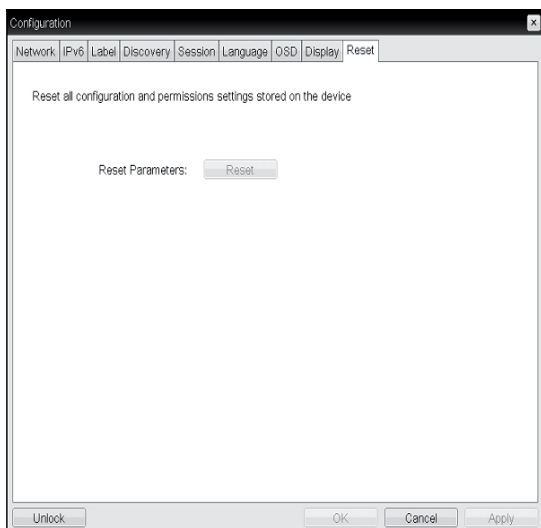 Configuration
Network IPv6 Label Discovery Session Language OSD Display Reset
Reset all configuration and permissions settings stored on the device
Reset Parameters: Reset
Unlock OK Cancel Apply